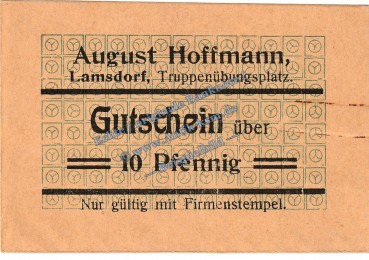 August Hoffmann,
Lamsdorf, Truppenübungsplatz.
Gutschein über
10 Pfennig
Nur gültig mit Firmenstempel.